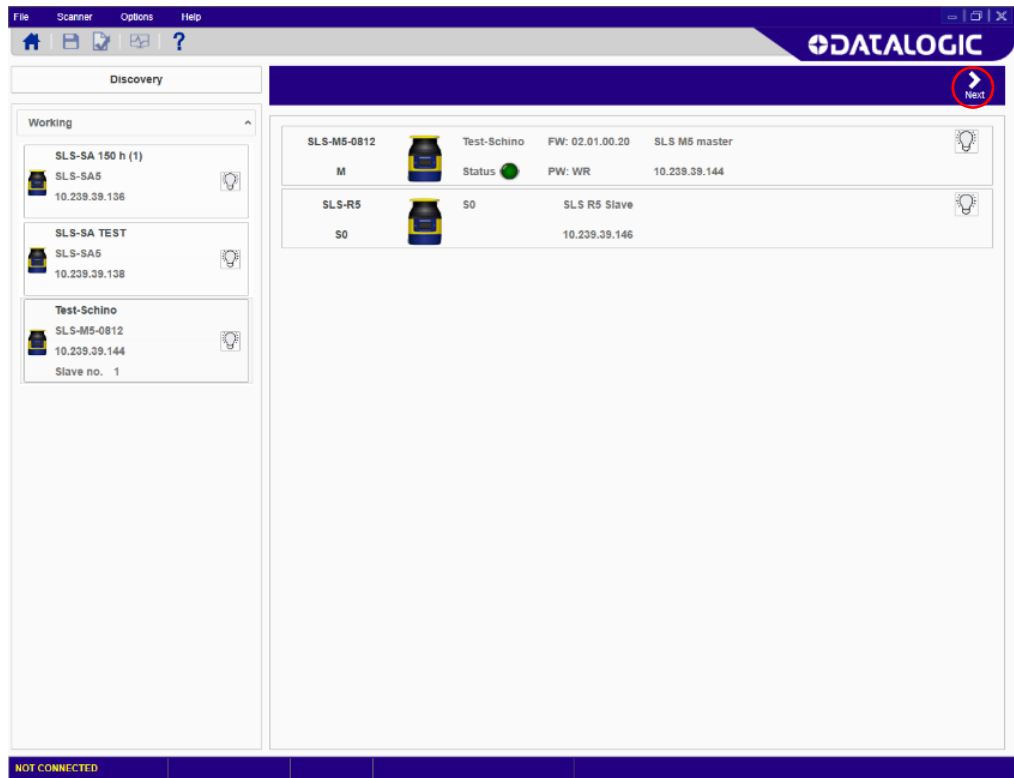 File Scanner Options Help
? DATALOGIC
Discovery
Next
Working
SLS-SA 150 h (1)
SLS-SA5
10.239.39.136
SLS-SA TEST
SLS-SA5
10.239.39.138
Test-Schino
SLS-M5-0812
10.239.39.144
Slave no. 1
SLS-M5-0812 Test-Schino FW: 02.01.00.20 SLS M5 master
M Status PW: WR 10.239.39.144
SLS-R5 S0 SLS R5 Slave
S0 10.239.39.146
NOT CONNECTED